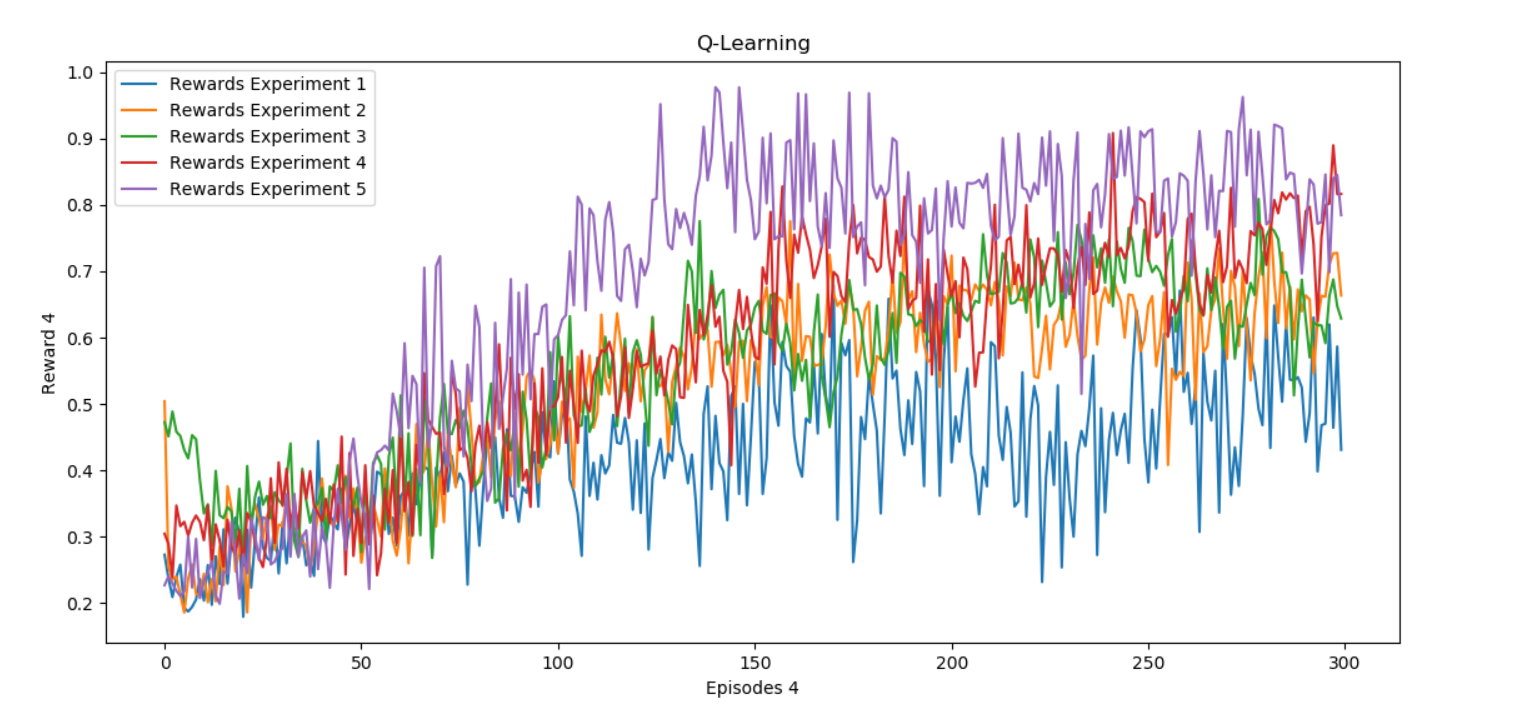 Q-Learning
Rewards Experiment 1
Rewards Experiment 2
Rewards Experiment 3
Rewards Experiment 4
Rewards Experiment 5
1.0
0.9
0.8
0.7
0.6
0.5
0.4
0.3
0.2
Reward 4
0 50 100 150 200 250 300
Episodes 4